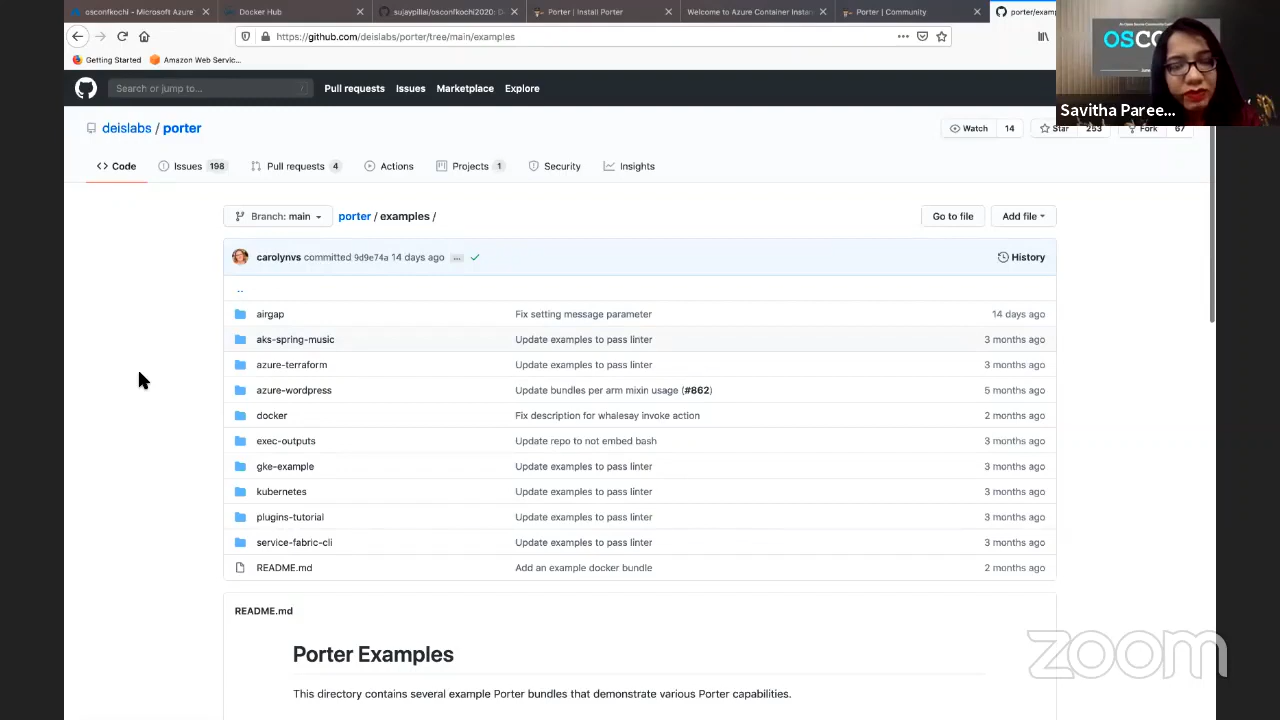 osconfkochi - Microsoft Azure
Docker Hub
sujaypillai/osconfkochi2020: D
Porter | Install Porter
Welcome to Azure Container Instan
Porter | Community
porter/exam
https://github.com/deislabs/porter/tree/main/examples
Getting Started
Amazon Web Servic...
Search or jump to...
/
Pull requests
Issues
Marketplace
Explore
OSCO
Savitha Paree...
deislabs / porter
Watch 14
Star 253
Fork 67
Code
Issues 198
Pull requests 4
Actions
Projects 1
Security
Insights
Branch: main
porter / examples /
Go to file
Add file
carolynvs committed 9d9e74a 14 days ago ...
History
..
airgap Fix setting message parameter 14 days ago
aks-spring-music Update examples to pass linter 3 months ago
azure-terraform Update examples to pass linter 3 months ago
azure-wordpress Update bundles per arm mixin usage (#862) 5 months ago
docker Fix description for whalesay invoke action 2 months ago
exec-outputs Update repo to not embed bash 3 months ago
gke-example Update examples to pass linter 3 months ago
kubernetes Update examples to pass linter 3 months ago
plugins-tutorial Update examples to pass linter 3 months ago
service-fabric-cli Update examples to pass linter 3 months ago
README.md Add an example docker bundle 2 months ago
README.md
Porter Examples
This directory contains several example Porter bundles that demonstrate various Porter capabilities.
zoom